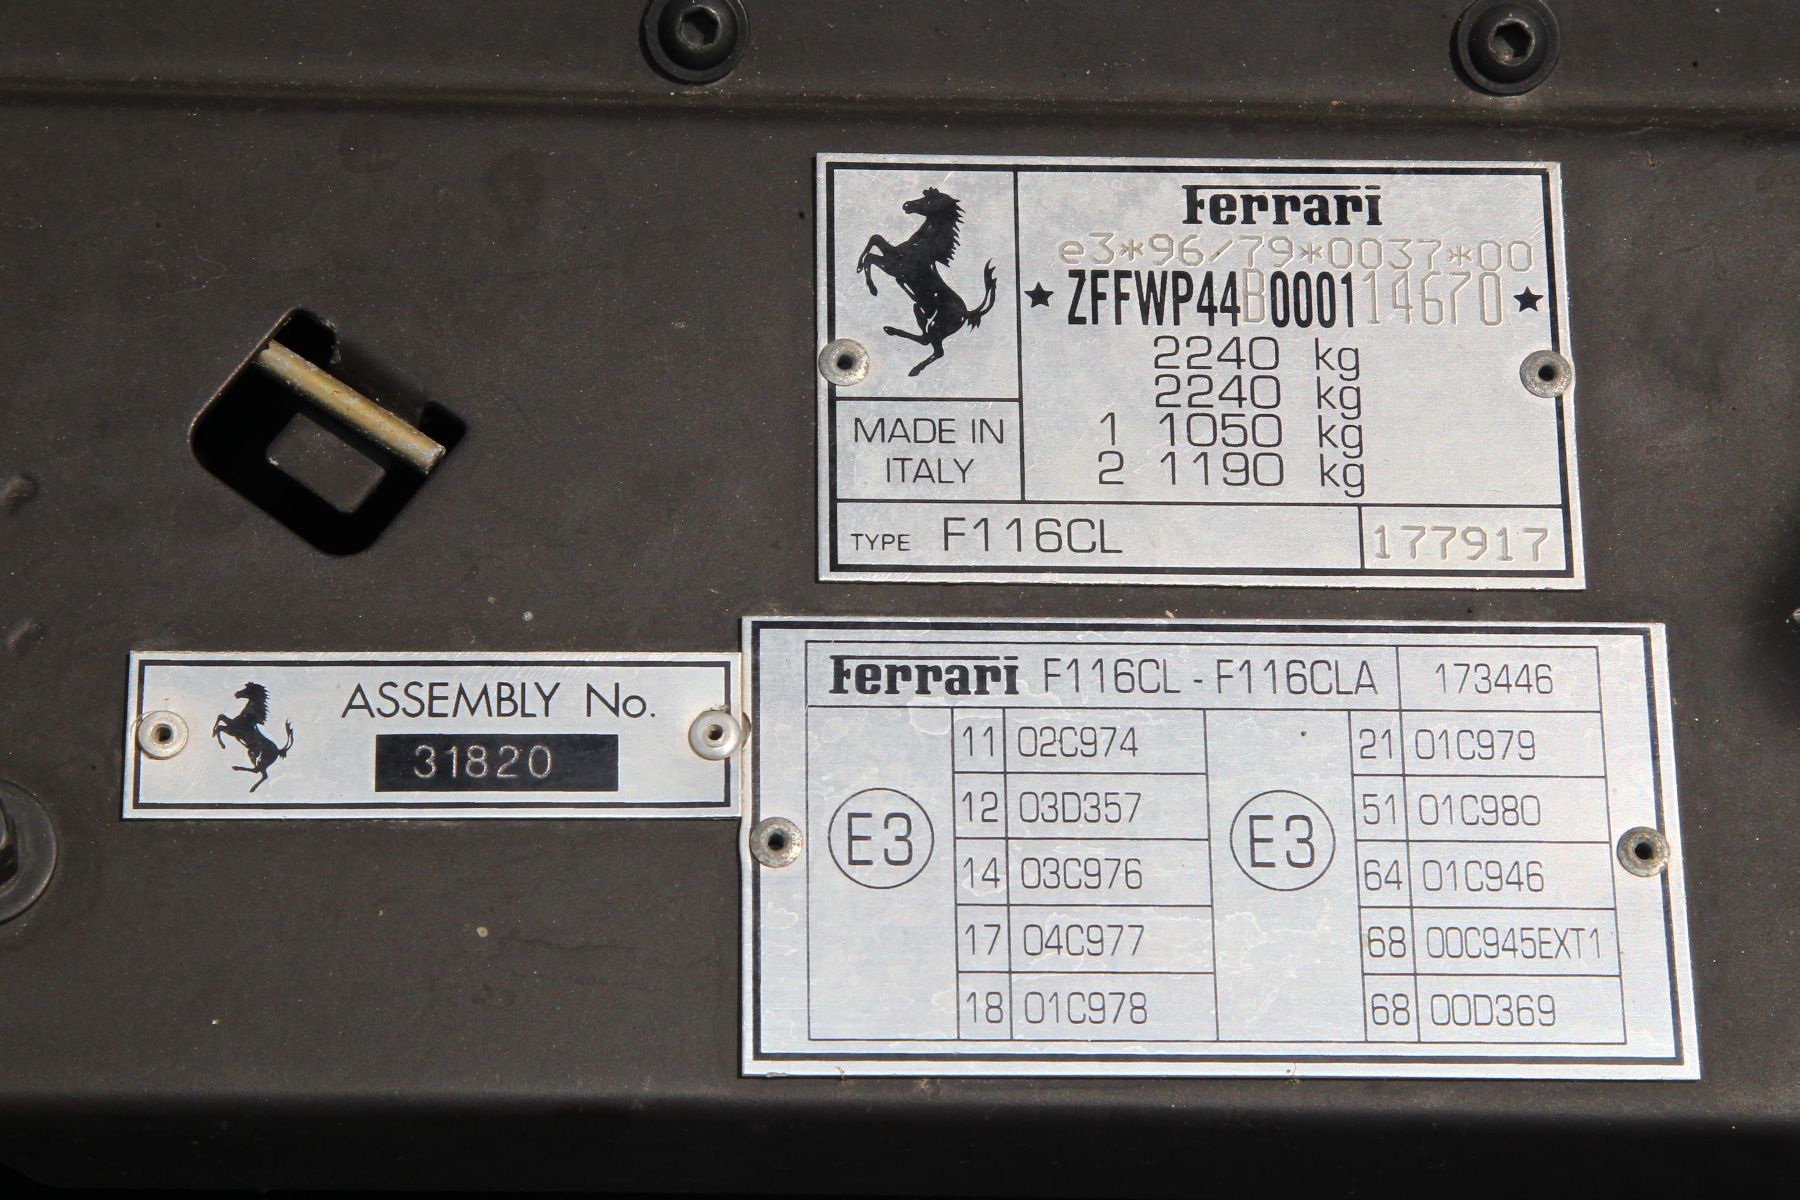 Ferrari
e3*96/79*0037*00
★ ZFFWP44B000114670 ★
2240 kg
2240 kg
1 1050 kg
2 1190 kg
MADE IN
ITALY
TYPE F116CL 177917
ASSEMBLY No.
31820
Ferrari F116CL - F116CLA 173446
E3
11 02C974
12 03D357
14 03C976
17 04C977
18 01C978
E3
21 01C979
51 01C980
64 01C946
68 00C945EXT1
68 00D369